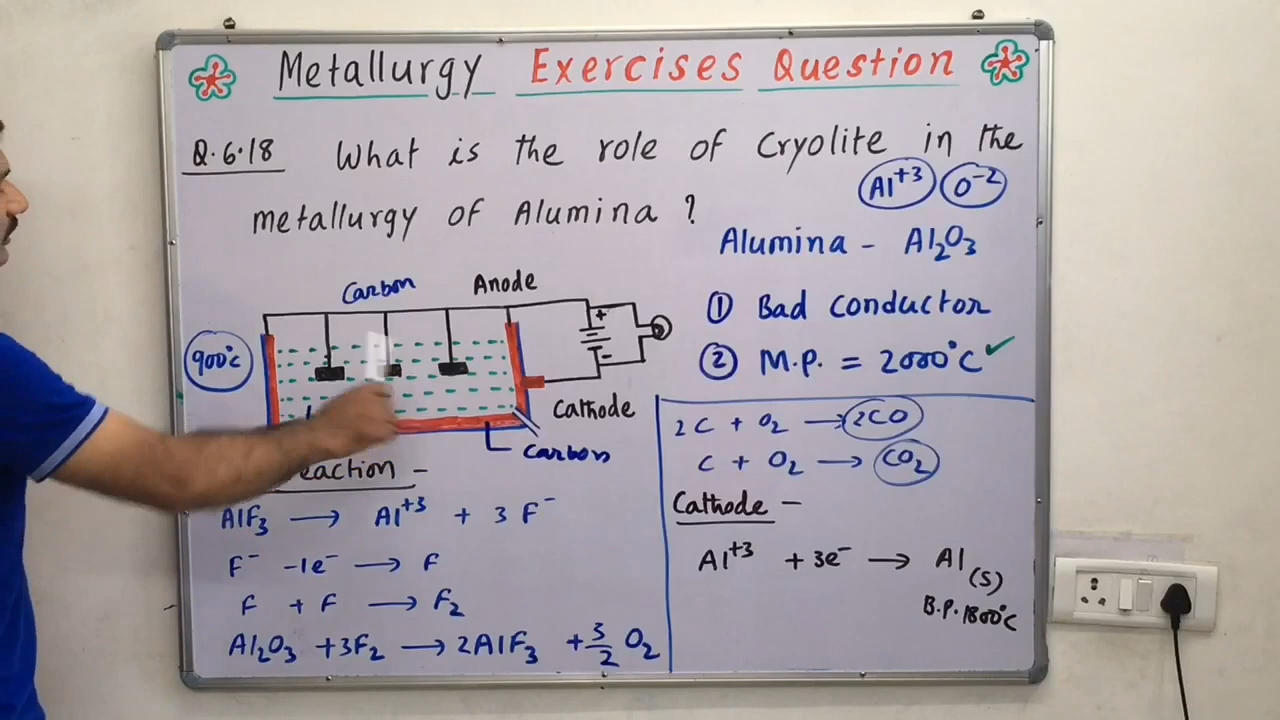 Metallurgy Exercises Question
Q.6.18 What is the role of Cryolite in the
metallurgy of Alumina ?
Al+3 O-2
Alumina - Al2O3
① Bad conductor
② M.P. = 2000°C ✓
Carbon Anode
+
-
900°C
Cathode
Carbon
eaction -
AlF3 → Al+3 + 3F-
F- -1e- → F
F + F → F2
Al2O3 + 3F2 → 2AlF3 + 3/2 O2
2C + O2 → 2CO
C + O2 → CO2
Cathode -
Al+3 + 3e- → Al(s)
B.P. 1800°C